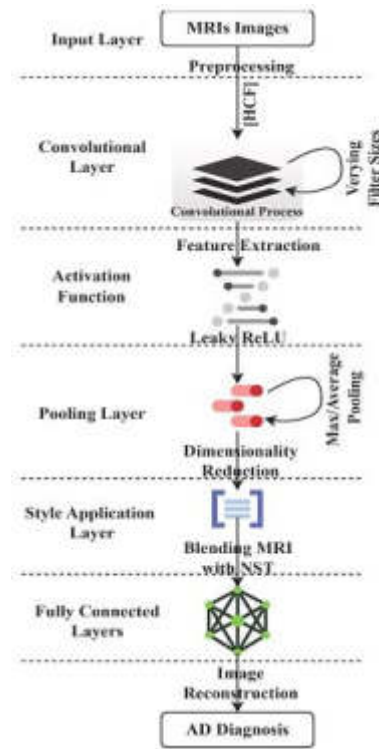 MRIs Images
Input Layer
Preprocessing
[HCF]
Convolutional
Layer
Verying
Filter Sizes
Convolutional Process
Feature Extraction
Activation
Function
Leaky ReLU
Pooling Layer
Max/Average
Pooling
Dimensionality
Reduction
Style Application
Layer
Blending MRI
with NST
Fully Connected
Layers
Image
Reconstruction
AD Diagnosis